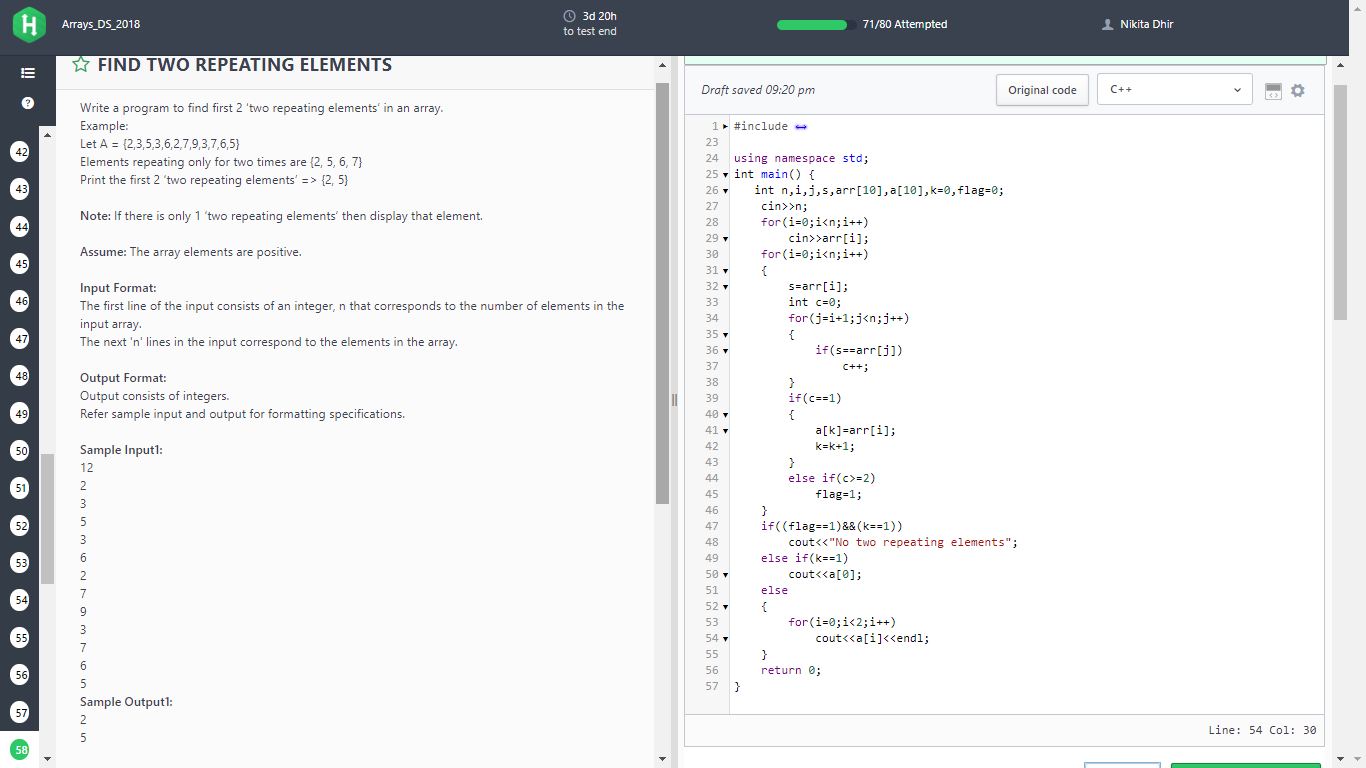 Arrays_DS_2018
3d 20h
to test end
71/80 Attempted
Nikita Dhir
?
42
43
44
45
46
47
48
49
50
51
52
53
54
55
56
57
58
FIND TWO REPEATING ELEMENTS
Write a program to find first 2 ‘two repeating elements’ in an array.
Example:
Let A = {2,3,5,3,6,2,7,9,3,7,6,5}
Elements repeating only for two times are {2, 5, 6, 7}
Print the first 2 ‘two repeating elements’ => {2, 5}
Note: If there is only 1 ‘two repeating elements’ then display that element.
Assume: The array elements are positive.
Input Format:
The first line of the input consists of an integer, n that corresponds to the number of elements in the
input array.
The next 'n' lines in the input correspond to the elements in the array.
Output Format:
Output consists of integers.
Refer sample input and output for formatting specifications.
Sample Input1:
12
2
3
5
3
6
2
7
9
3
7
6
5
Sample Output1:
2
5
Draft saved 09:20 pm
Original code
C++
1 #include
23
24 using namespace std;
25 int main() {
26 int n,i,j,s,arr[10],a[10],k=0,flag=0;
27 cin>>n;
28 for(i=0;i<n;i++)
29 cin>>arr[i];
30 for(i=0;i<n;i++)
31 {
32 s=arr[i];
33 int c=0;
34 for(j=i+1;j<n;j++)
35 {
36 if(s==arr[j])
37 c++;
38 }
39 if(c==1)
40 {
41 a[k]=arr[i];
42 k=k+1;
43 }
44 else if(c>=2)
45 flag=1;
46 }
47 if((flag==1)&&(k==1))
48 cout<<"No two repeating elements";
49 else if(k==1)
50 cout<<a[0];
51 else
52 {
53 for(i=0;i<2;i++)
54 cout<<a[i]<<endl;
55 }
56 return 0;
57 }
Line: 54 Col: 30